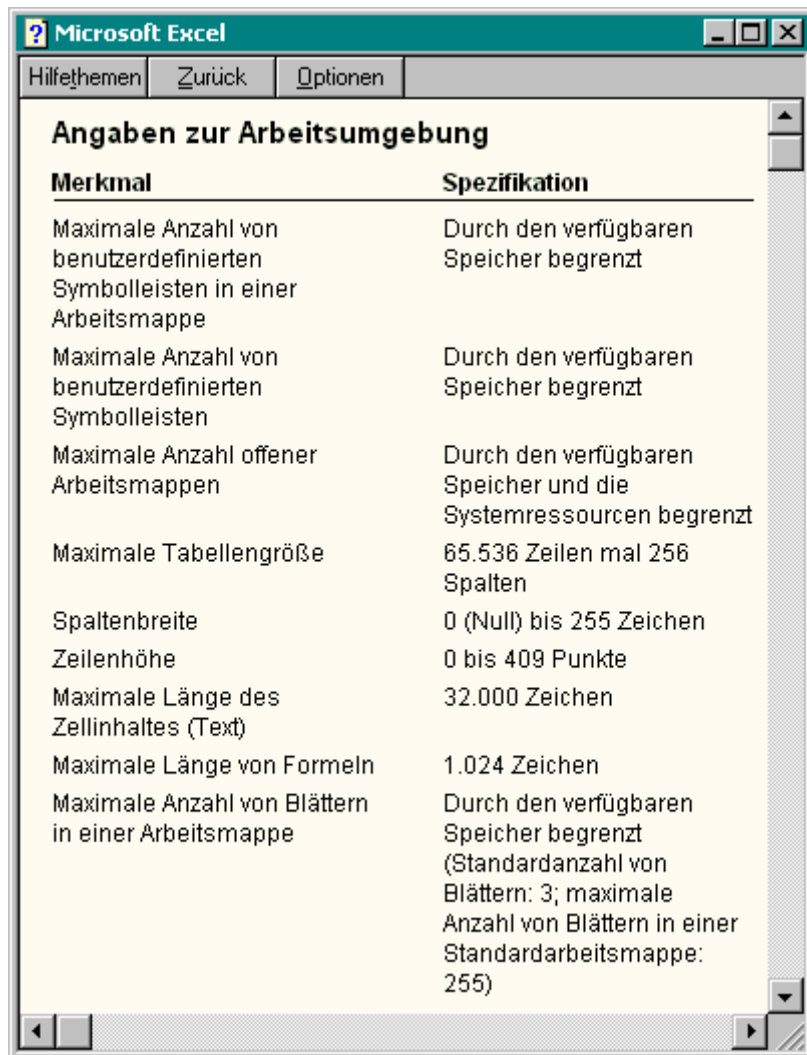 Microsoft Excel
Hilfethemen Zurück Optionen
Angaben zur Arbeitsumgebung
Merkmal Spezifikation
Maximale Anzahl von Durch den verfügbaren
benutzerdefinierten Speicher begrenzt
Symbolleisten in einer
Arbeitsmappe
Maximale Anzahl von Durch den verfügbaren
benutzerdefinierten Speicher begrenzt
Symbolleisten
Maximale Anzahl offener Durch den verfügbaren
Arbeitsmappen Speicher und die
Systemressourcen begrenzt
Maximale Tabellengröße 65.536 Zeilen mal 256
Spalten
Spaltenbreite 0 (Null) bis 255 Zeichen
Zeilenhöhe 0 bis 409 Punkte
Maximale Länge des 32.000 Zeichen
Zellinhaltes (Text)
Maximale Länge von Formeln 1.024 Zeichen
Maximale Anzahl von Blättern Durch den verfügbaren
in einer Arbeitsmappe Speicher begrenzt
(Standardanzahl von
Blättern: 3; maximale
Anzahl von Blättern in einer
Standardarbeitsmappe:
255)